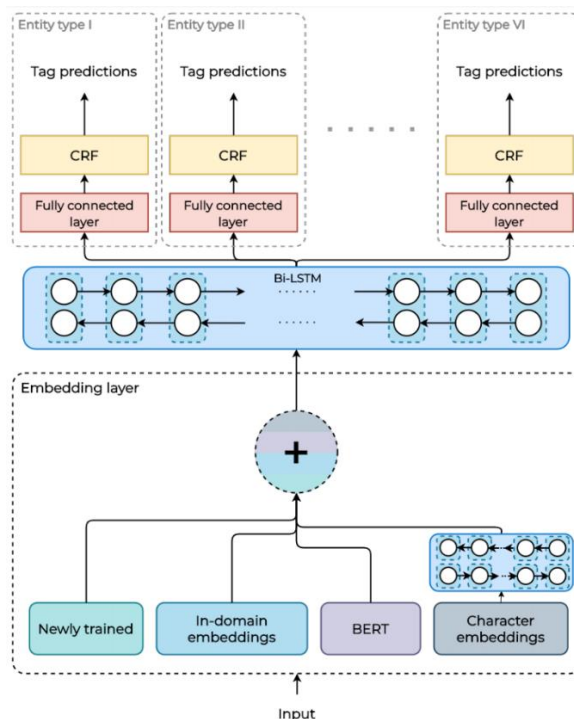 Entity type I
Entity type II
Entity type VI
Tag predictions
Tag predictions
Tag predictions
CRF
CRF
CRF
Fully connected
layer
Fully connected
layer
Fully connected
layer
Bi-LSTM
Embedding layer
+
Newly trained
In-domain
embeddings
BERT
Character
embeddings
Input